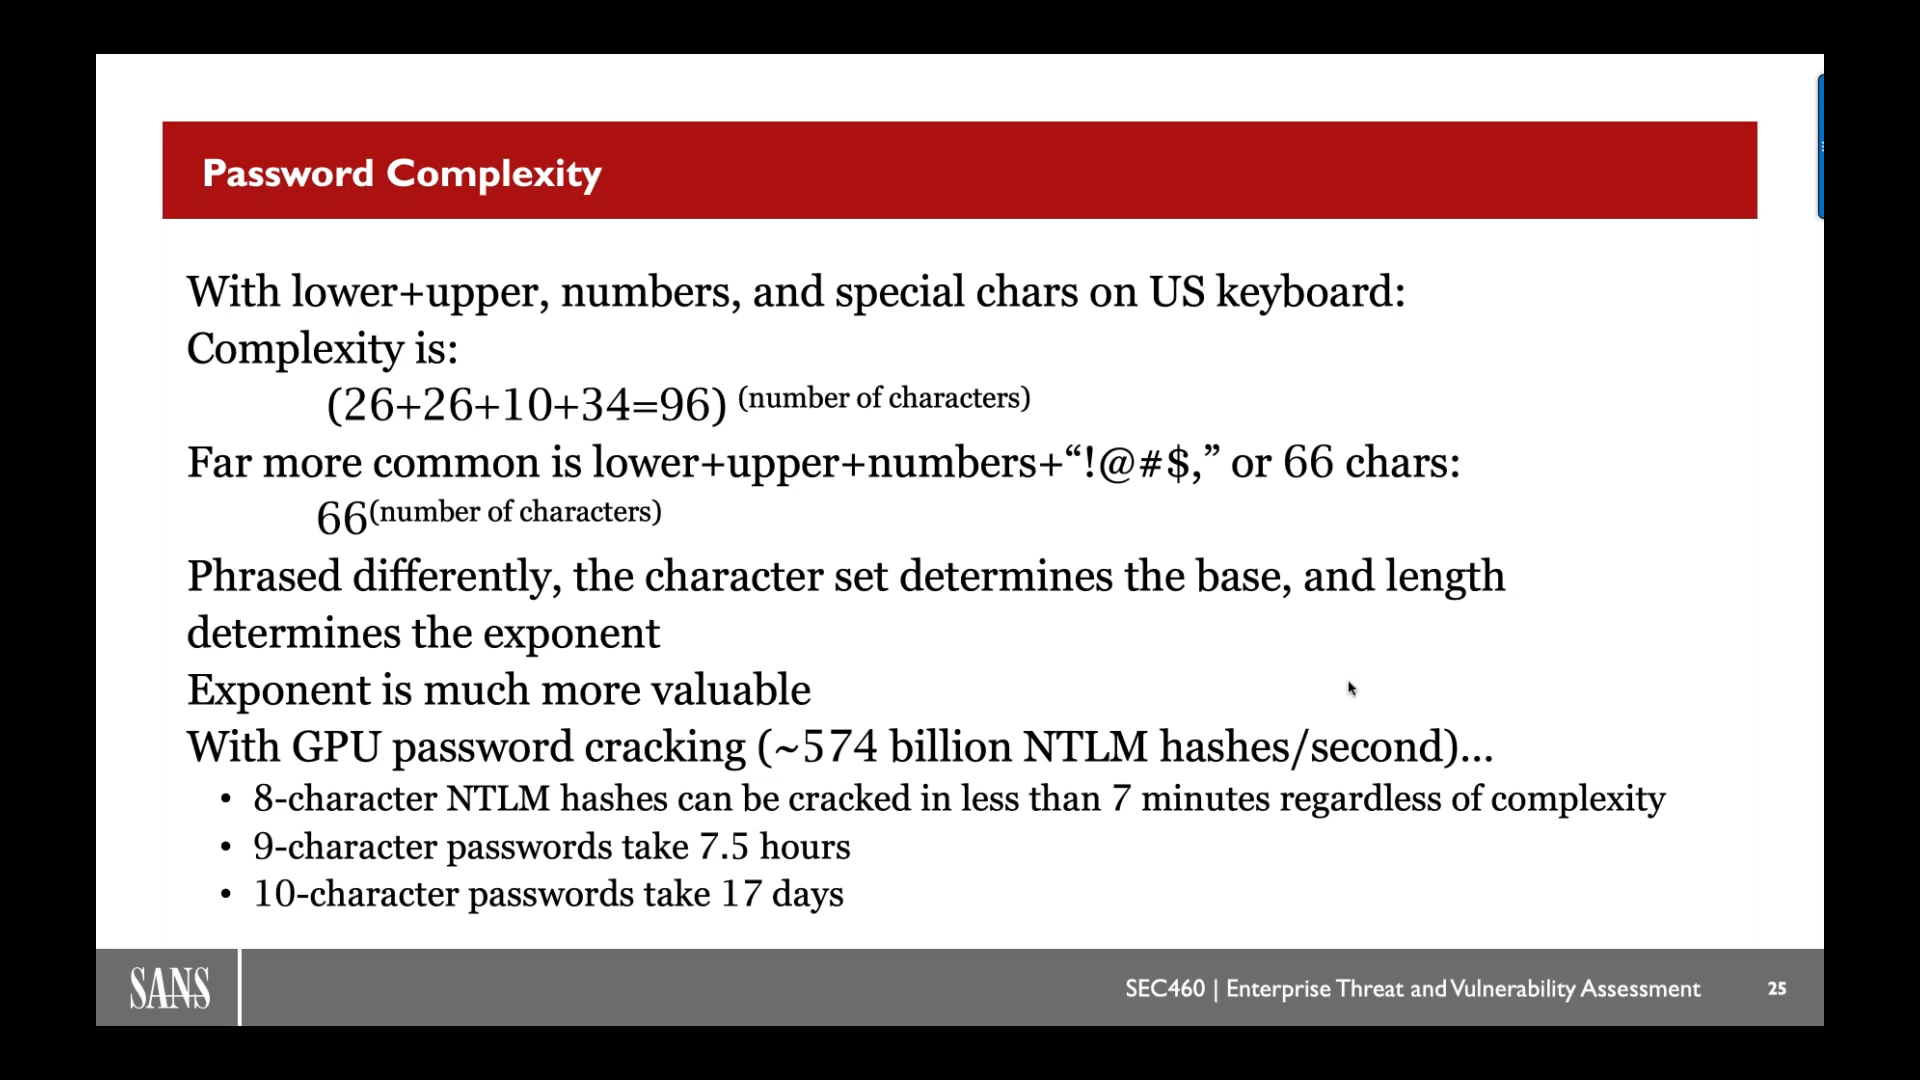 Password Complexity
With lower+upper, numbers, and special chars on US keyboard:
Complexity is:
(26+26+10+34=96) (number of characters)
Far more common is lower+upper+numbers+“!@#$,” or 66 chars:
66(number of characters)
Phrased differently, the character set determines the base, and length
determines the exponent
Exponent is much more valuable
With GPU password cracking (~574 billion NTLM hashes/second)...
• 8-character NTLM hashes can be cracked in less than 7 minutes regardless of complexity
• 9-character passwords take 7.5 hours
• 10-character passwords take 17 days
SANS
SEC460 | Enterprise Threat and Vulnerability Assessment
25